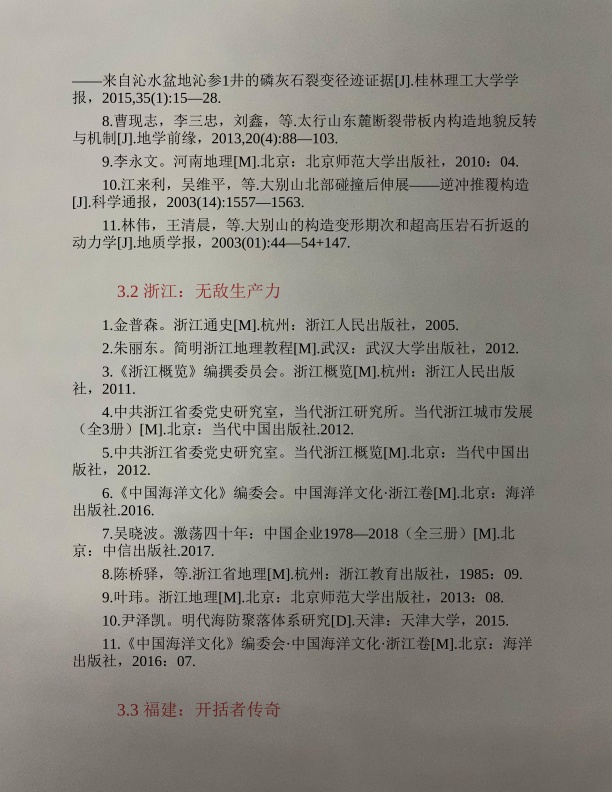 ——来自沁水盆地沁参1井的磷灰石裂变径迹证据[J].桂林理工大学学
报，2015,35(1):15—28.
8.曹现志，李三忠，刘鑫，等.太行山东麓断裂带板内构造地貌反转
与机制[J].地学前缘，2013,20(4):88—103.
9.李永文。河南地理[M].北京：北京师范大学出版社，2010：04.
10.江来利，吴维平，等.大别山北部碰撞后伸展——逆冲推覆构造
[J].科学通报，2003(14):1557—1563.
11.林伟，王清晨，等.大别山的构造变形期次和超高压岩石折返的
动力学[J].地质学报，2003(01):44—54+147.
3.2 浙江：无敌生产力
1.金普森。浙江通史[M].杭州：浙江人民出版社，2005.
2.朱丽东。简明浙江地理教程[M].武汉：武汉大学出版社，2012.
3.《浙江概览》编撰委员会。浙江概览[M].杭州：浙江人民出版
社，2011.
4.中共浙江省委党史研究室，当代浙江研究所。当代浙江城市发展
（全3册）[M].北京：当代中国出版社.2012.
5.中共浙江省委党史研究室。当代浙江概览[M].北京：当代中国出
版社，2012.
6.《中国海洋文化》编委会。中国海洋文化·浙江卷[M].北京：海洋
出版社.2016.
7.吴晓波。激荡四十年：中国企业1978—2018（全三册）[M].北
京：中信出版社.2017.
8.陈桥驿，等.浙江省地理[M].杭州：浙江教育出版社，1985：09.
9.叶玮。浙江地理[M].北京：北京师范大学出版社，2013：08.
10.尹泽凯。明代海防聚落体系研究[D].天津：天津大学，2015.
11.《中国海洋文化》编委会·中国海洋文化·浙江卷[M].北京：海洋
出版社，2016：07.
3.3 福建：开括者传奇